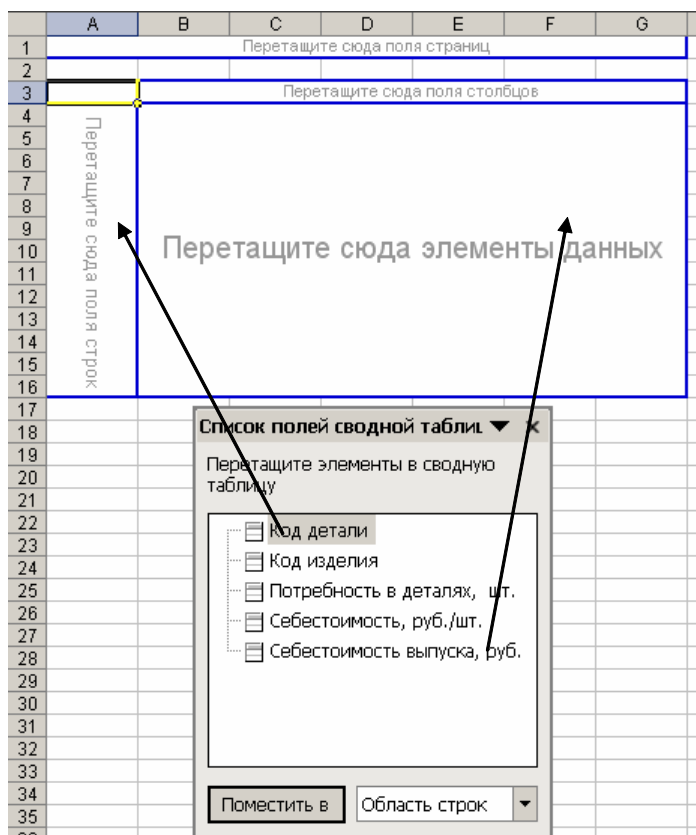 A B C D E F G
1 Перетащите сюда поля страниц
2
3 Перетащите сюда поля столбцов
4
5
6
7
8
9
10
11
12
13
14
15
16
Перетащите сюда поля строк
Перетащите сюда элементы данных
17
18
19
20
21
22
23
24
25
26
27
28
29
30
31
32
33
34
35
Список полей сводной таблиц
Перетащите элементы в сводную
таблицу
Код детали
Код изделия
Потребность в деталях, шт.
Себестоимость, руб./шт.
Себестоимость выпуска, руб.
Поместить в Область строк